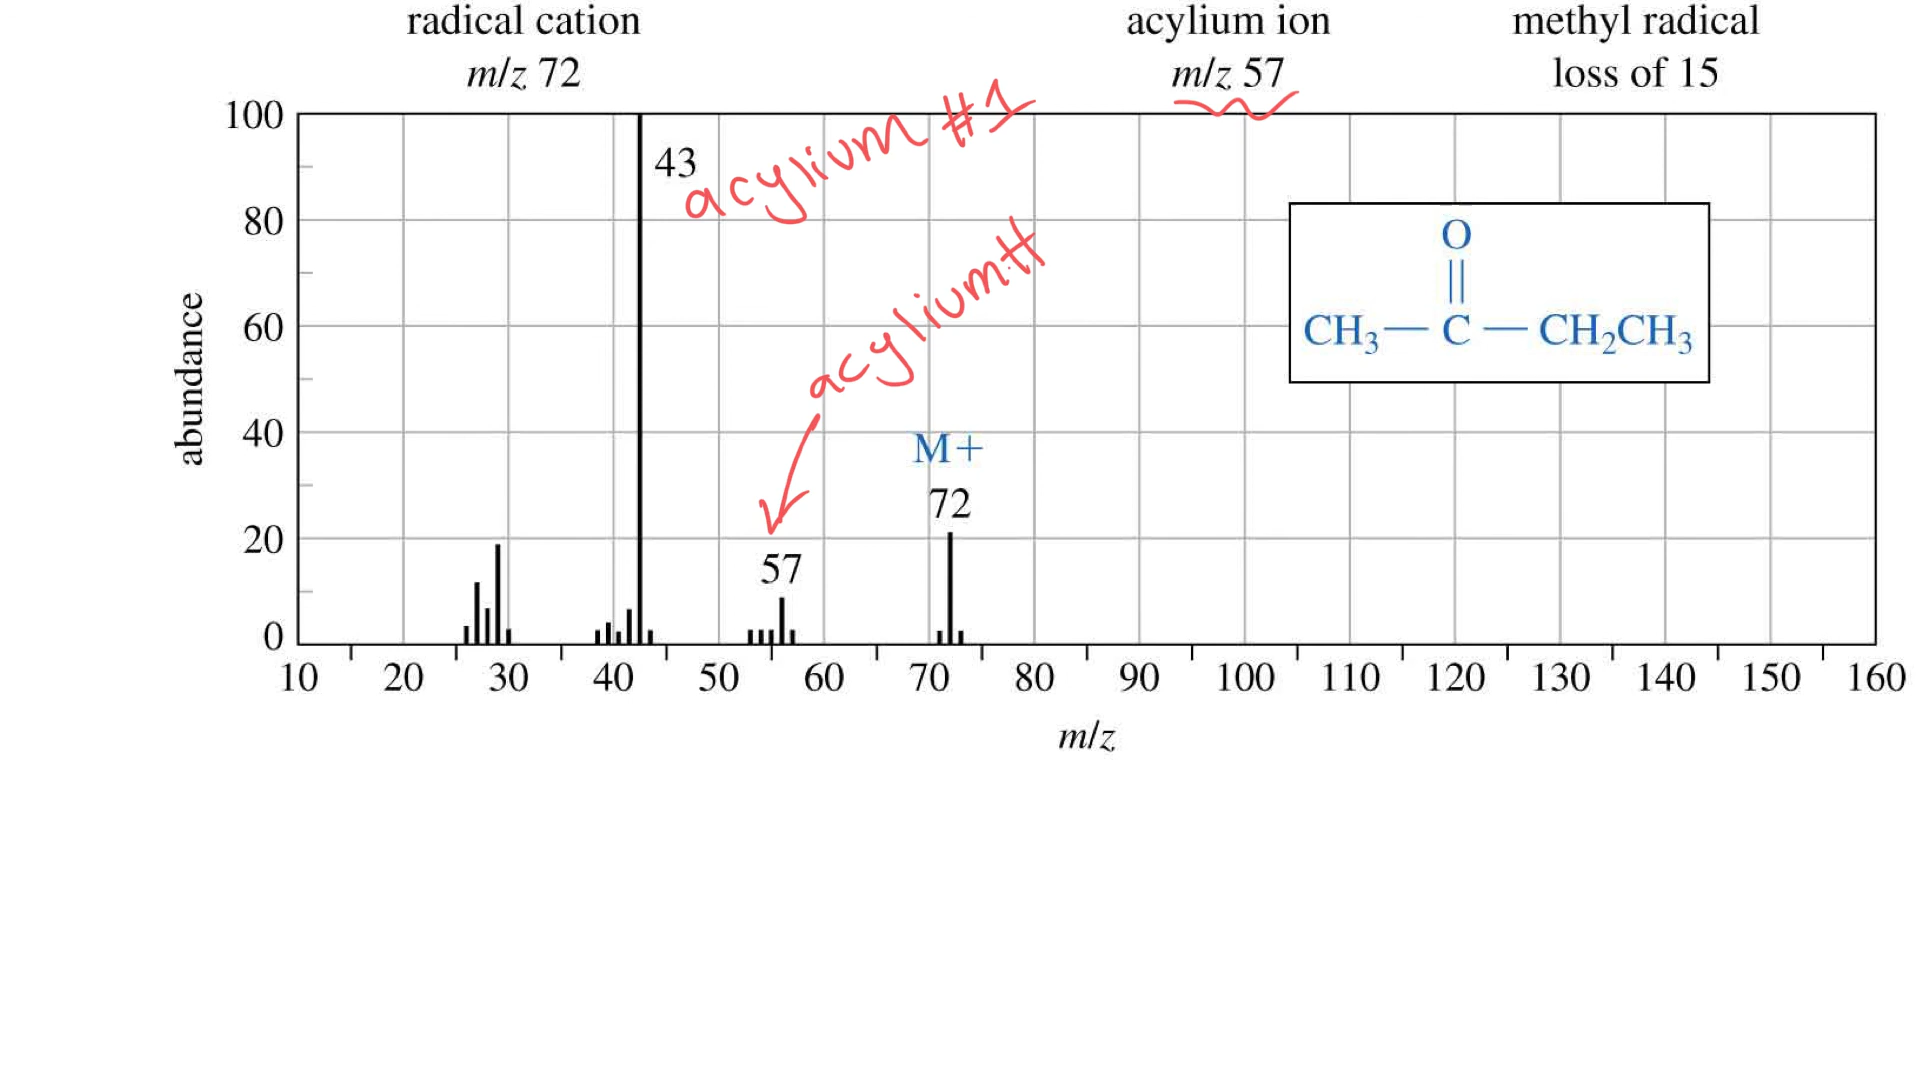 radical cation acylium ion methyl radical
m/z 72 m/z 57 loss of 15
100
43
acylium #1
80
O
CH₃— C — CH₂CH₃
acylium #
60
abundance
40
M+
72
20
57
0
10 20 30 40 50 60 70 80 90 100 110 120 130 140 150 160
m/z